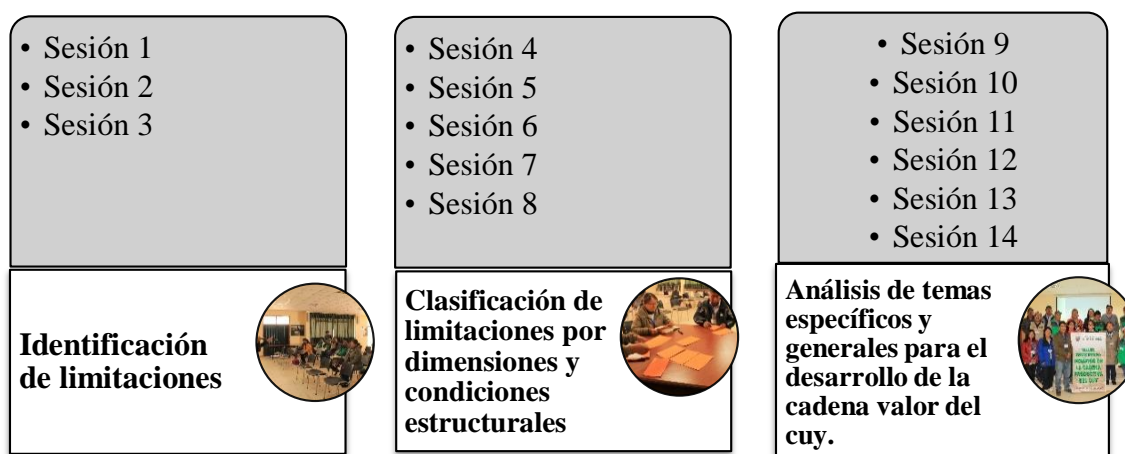 • Sesión 1
• Sesión 2
• Sesión 3
Identificación
de limitaciones
• Sesión 4
• Sesión 5
• Sesión 6
• Sesión 7
• Sesión 8
Clasificación de
limitaciones por
dimensiones y
condiciones
estructurales
• Sesión 9
• Sesión 10
• Sesión 11
• Sesión 12
• Sesión 13
• Sesión 14
Análisis de temas
específicos y
generales para el
desarrollo de la
cadena valor del
cuy.